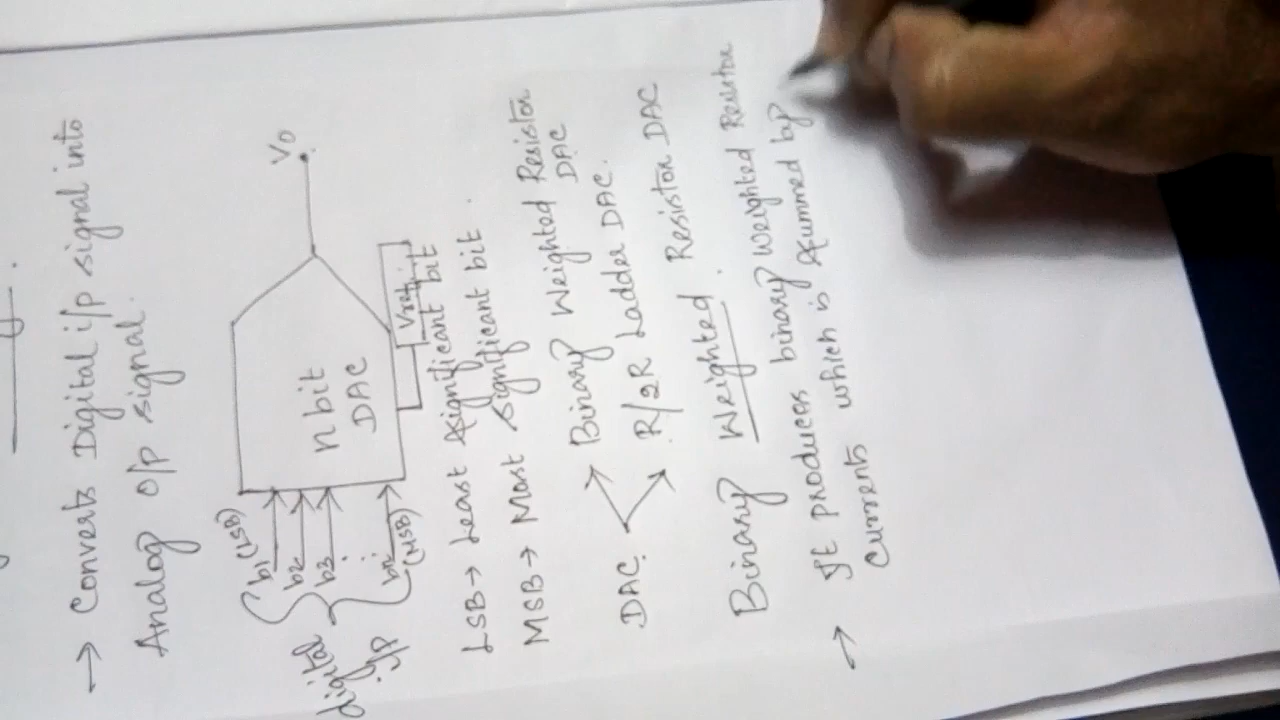 → Converts Digital i/p signal into
Analog o/p signal.
b1 (LSB)
b2
b3
bn
(MSB)
digital
i/p
n bit
DAC
Vo
Vref
LSB → Least significant bit
MSB → Most significant bit.
DAC:
→ Binary Weighted Resistor DAC
→ R/2R Ladder DAC.
Binary Weighted Resistor DAC
→ It produces binary weighted Resistor
currents which is summed by